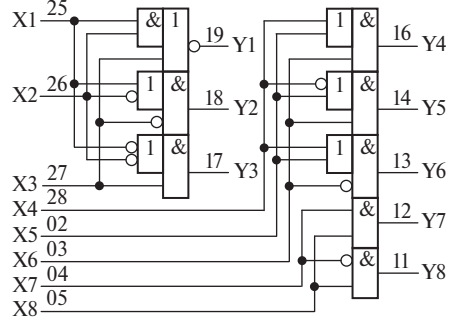 X1 25 & 1 19 Y1
X2 26 1 & 18 Y2
1 & 17 Y3
X3 27
X4 28
X5 02
X6 03
X7 04
X8 05
1 & 16 Y4
1 & 14 Y5
1 & 13 Y6
& 12 Y7
& 11 Y8